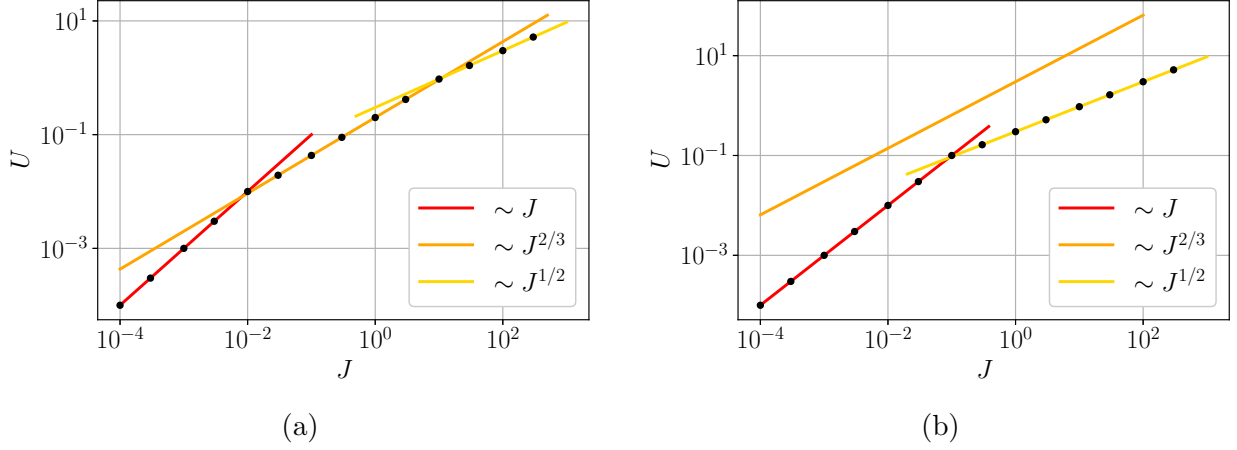 10^1
10^{-1}
10^{-3}
U
10^{-4}
10^{-2}
10^0
10^2
J
∼ J
∼ J^{2/3}
∼ J^{1/2}
(a)
10^1
10^{-1}
10^{-3}
U
10^{-4}
10^{-2}
10^0
10^2
J
∼ J
∼ J^{2/3}
∼ J^{1/2}
(b)